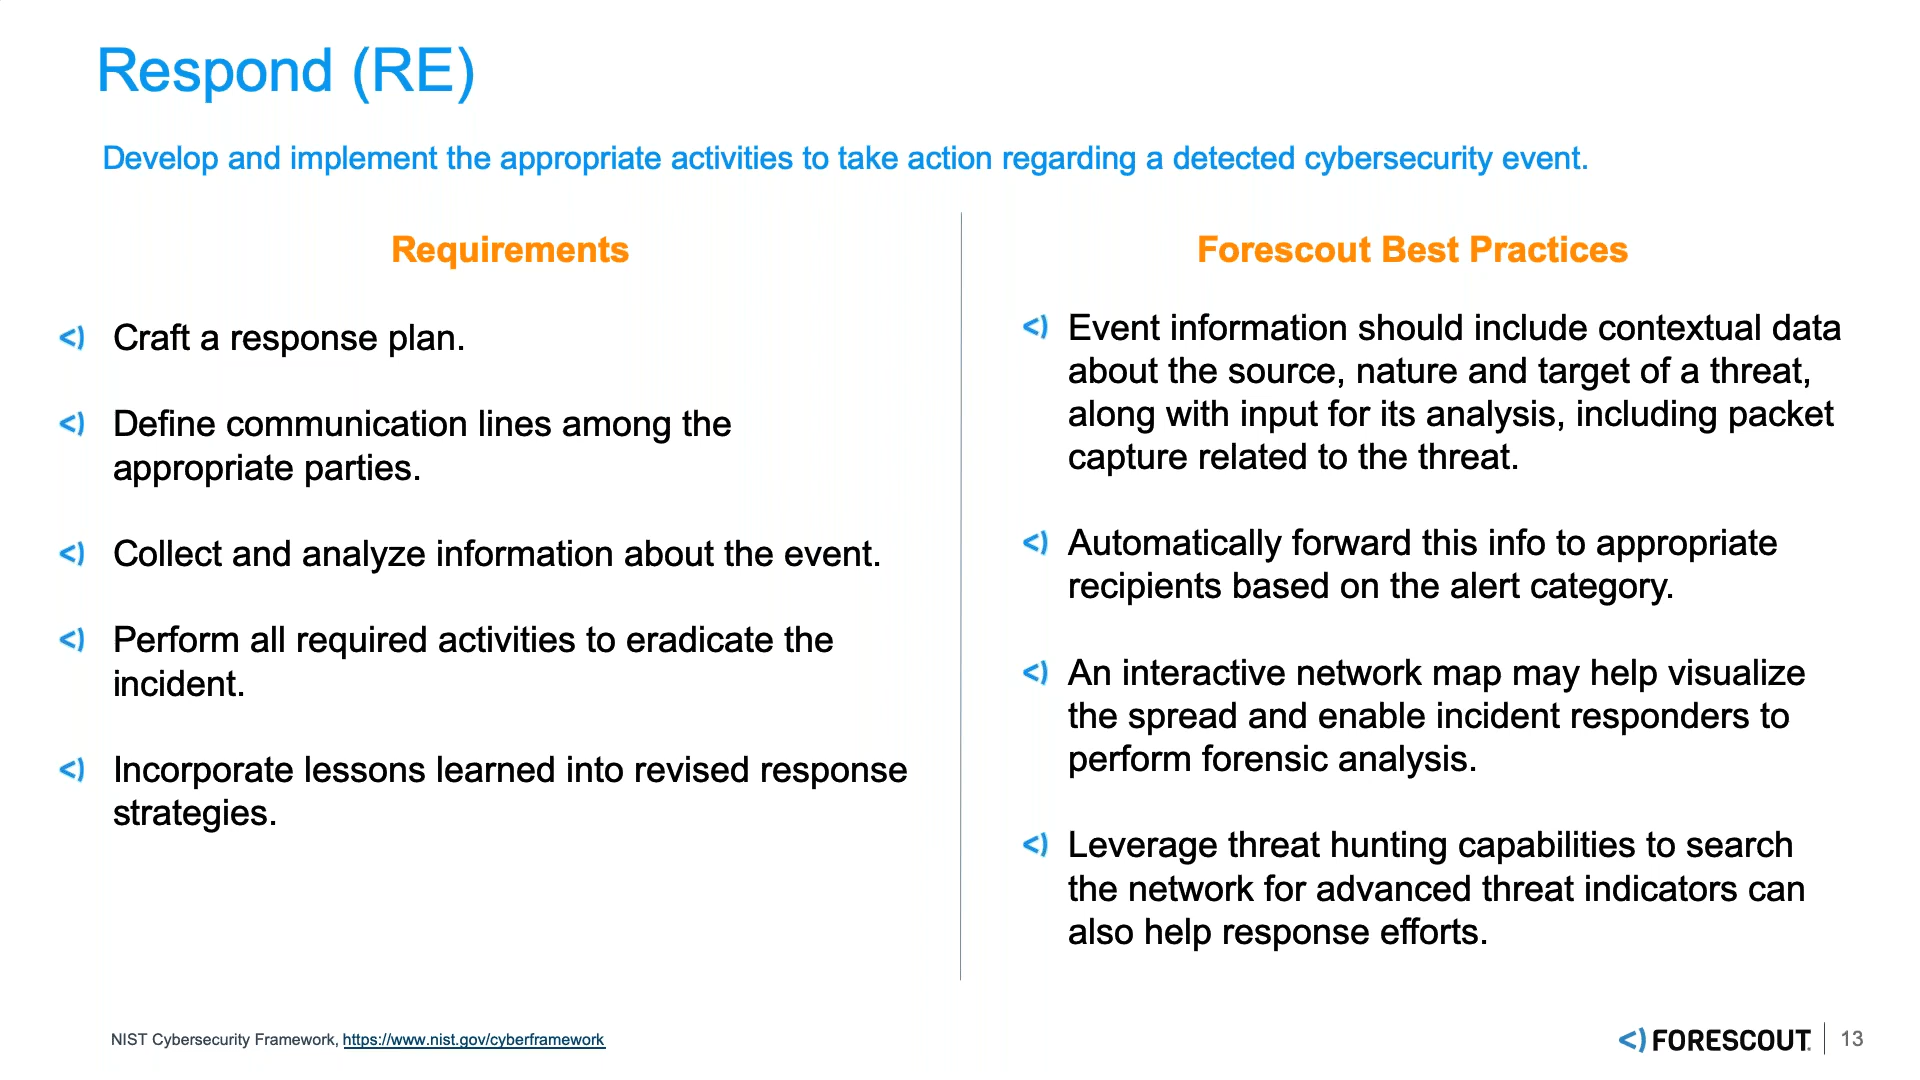 Respond (RE)
Develop and implement the appropriate activities to take action regarding a detected cybersecurity event.
Requirements
Craft a response plan.
Define communication lines among the
appropriate parties.
Collect and analyze information about the event.
Perform all required activities to eradicate the
incident.
Incorporate lessons learned into revised response
strategies.
Forescout Best Practices
Event information should include contextual data
about the source, nature and target of a threat,
along with input for its analysis, including packet
capture related to the threat.
Automatically forward this info to appropriate
recipients based on the alert category.
An interactive network map may help visualize
the spread and enable incident responders to
perform forensic analysis.
Leverage threat hunting capabilities to search
the network for advanced threat indicators can
also help response efforts.
NIST Cybersecurity Framework, https://www.nist.gov/cyberframework
FORESCOUT.
13